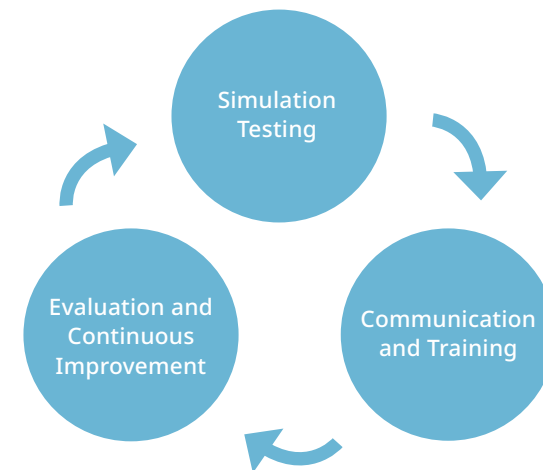 Simulation
Testing
Evaluation and
Continuous
Improvement
Communication
and Training